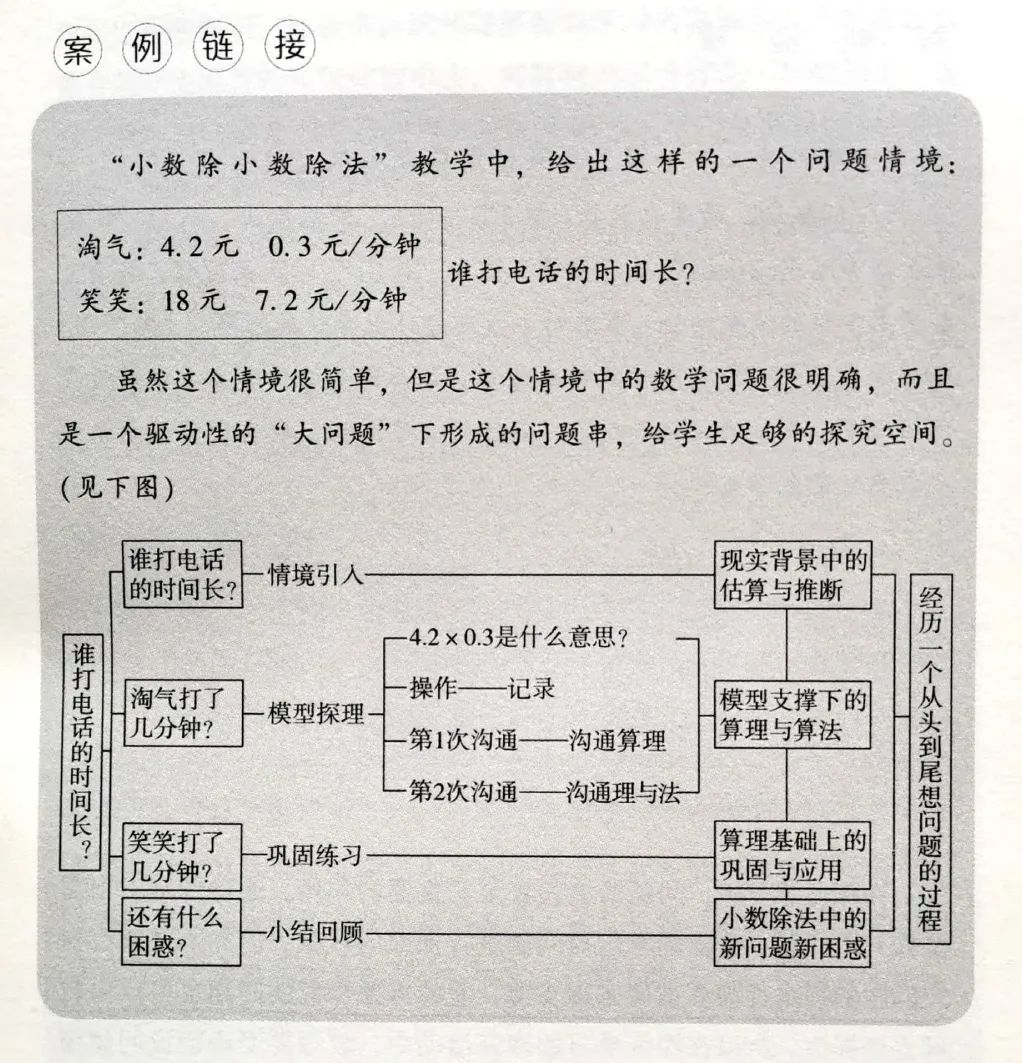 案例链接
“小数除小数除法”教学中，给出这样的一个问题情境：
淘气：4.2元 0.3元/分钟
笑笑：18元 7.2元/分钟
谁打电话的时间长？
虽然这个情境很简单，但是这个情境中的数学问题很明确，而且
是一个驱动性的“大问题”下形成的问题串，给学生足够的探究空间。
（见下图）
谁打电话的时间长？
谁打电话
的时间长？
情境引入
现实背景中的
估算与推断
淘气打了
几分钟？
模型探理
4.2×0.3是什么意思？
操作——记录
第1次沟通——沟通算理
第2次沟通——沟通理与法
模型支撑下的
算理与算法
笑笑打了
几分钟？
巩固练习
算理基础上的
巩固与应用
还有什么
困惑？
小结回顾
小数除法中的
新问题新困惑
经历一个从头到尾想问题的过程